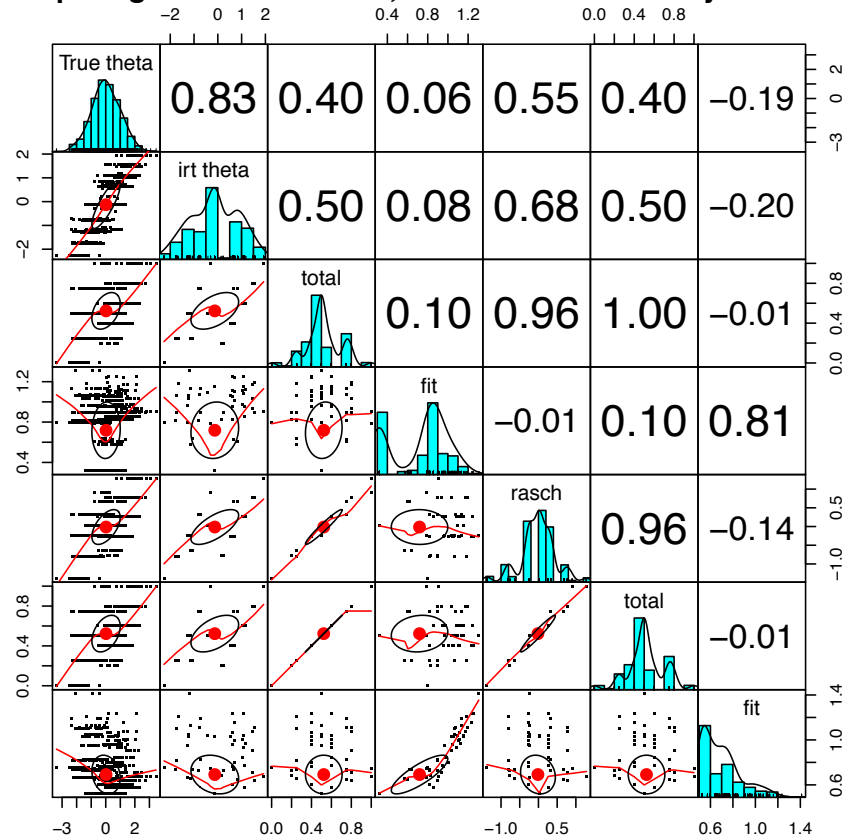 −2 0 1 2 0.4 0.8 1.2 0.0 0.4 0.8
True theta
0.83 0.40 0.06 0.55 0.40 −0.19
2 0 −3
2 1 0 −2
irt theta
0.50 0.08 0.68 0.50 −0.20
total
0.10 0.96 1.00 −0.01
0.8 0.4 0.0
1.2 0.8 0.4
fit
−0.01 0.10 0.81
rasch
0.96 −0.14
0.5 −1.0
0.8 0.4 0.0
total
−0.01
fit
1.4 1.0 0.6
−3 0 2 0.0 0.4 0.8 −1.0 0.5 0.6 1.0 1.4